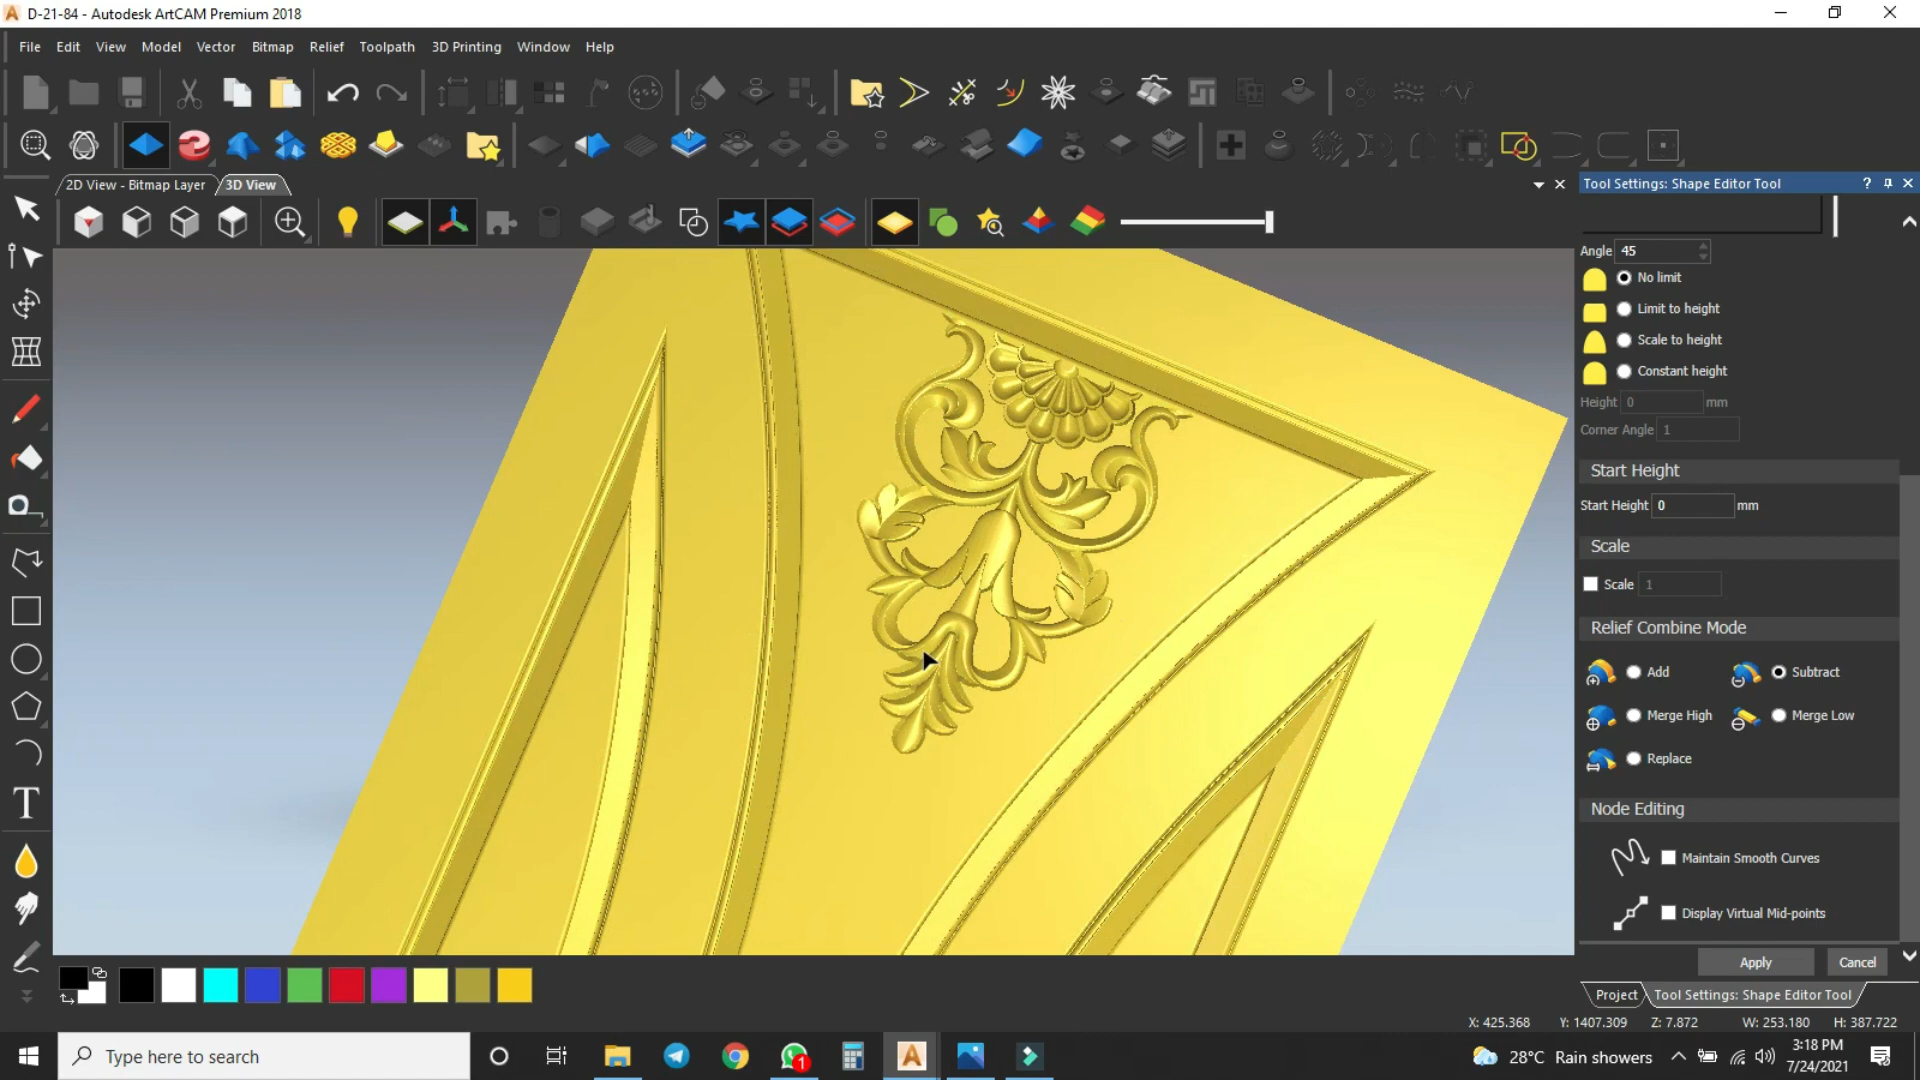 D-21-84 - Autodesk ArtCAM Premium 2018
File Edit View Model Vector Bitmap Relief Toolpath 3D Printing Window Help
2D View - Bitmap Layer 3D View
Tool Settings: Shape Editor Tool ?
Angle 45
No limit
Limit to height
Scale to height
Constant height
Height 0 mm
Corner Angle 1
Start Height
Start Height 0 mm
Scale
Scale 1
Relief Combine Mode
Add Subtract
Merge High Merge Low
Replace
Node Editing
Maintain Smooth Curves
Display Virtual Mid-points
Apply Cancel
Project Tool Settings: Shape Editor Tool
X: 425.368 Y: 1407.309 Z: 7.872 W: 253.180 H: 387.722
Type here to search
1
A
28°C Rain showers
3:18 PM
7/24/2021